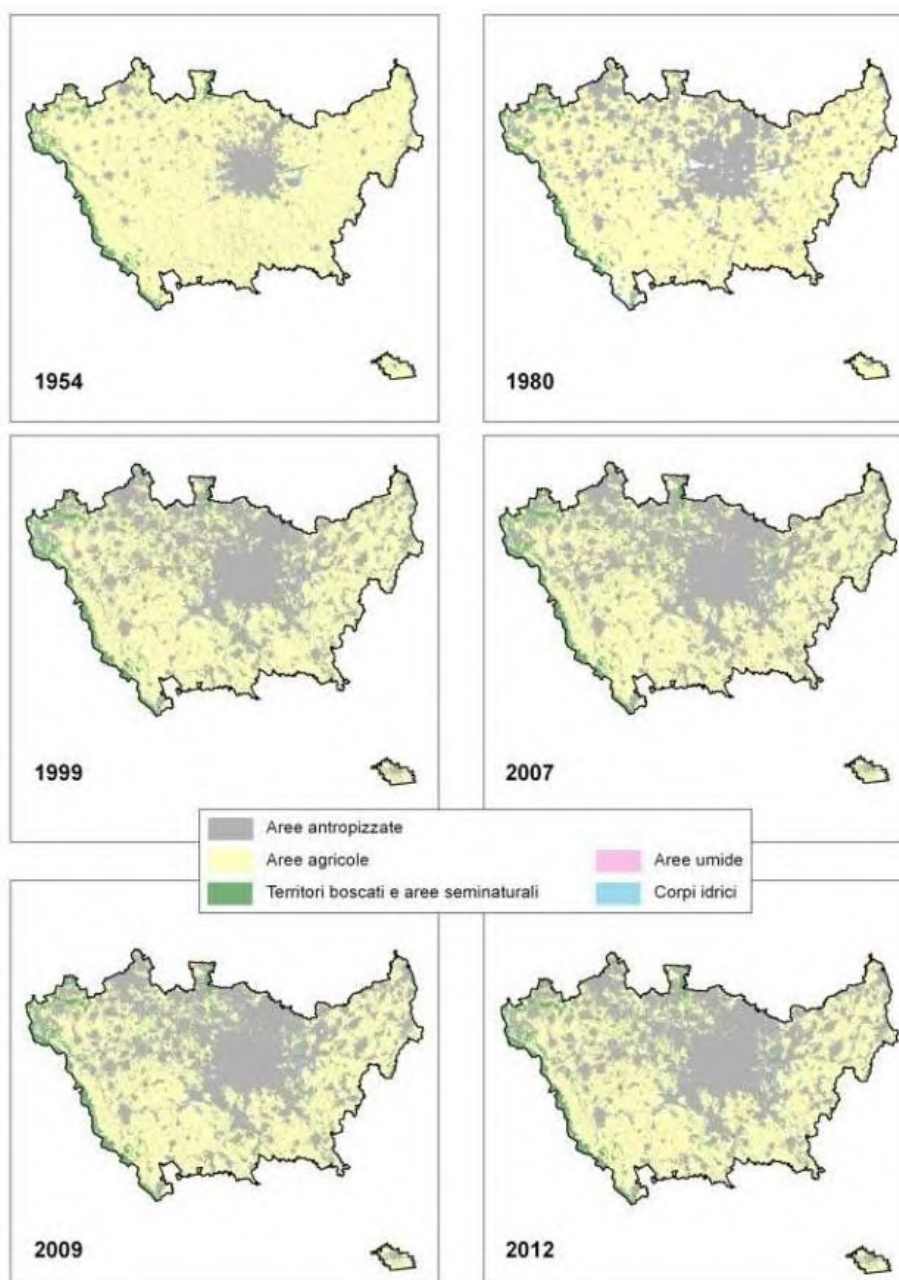 1954
1980
1999
2007
Aree antropizzate
Aree agricole
Aree umide
Territori boscati e aree seminaturali
Corpi idrici
2009
2012